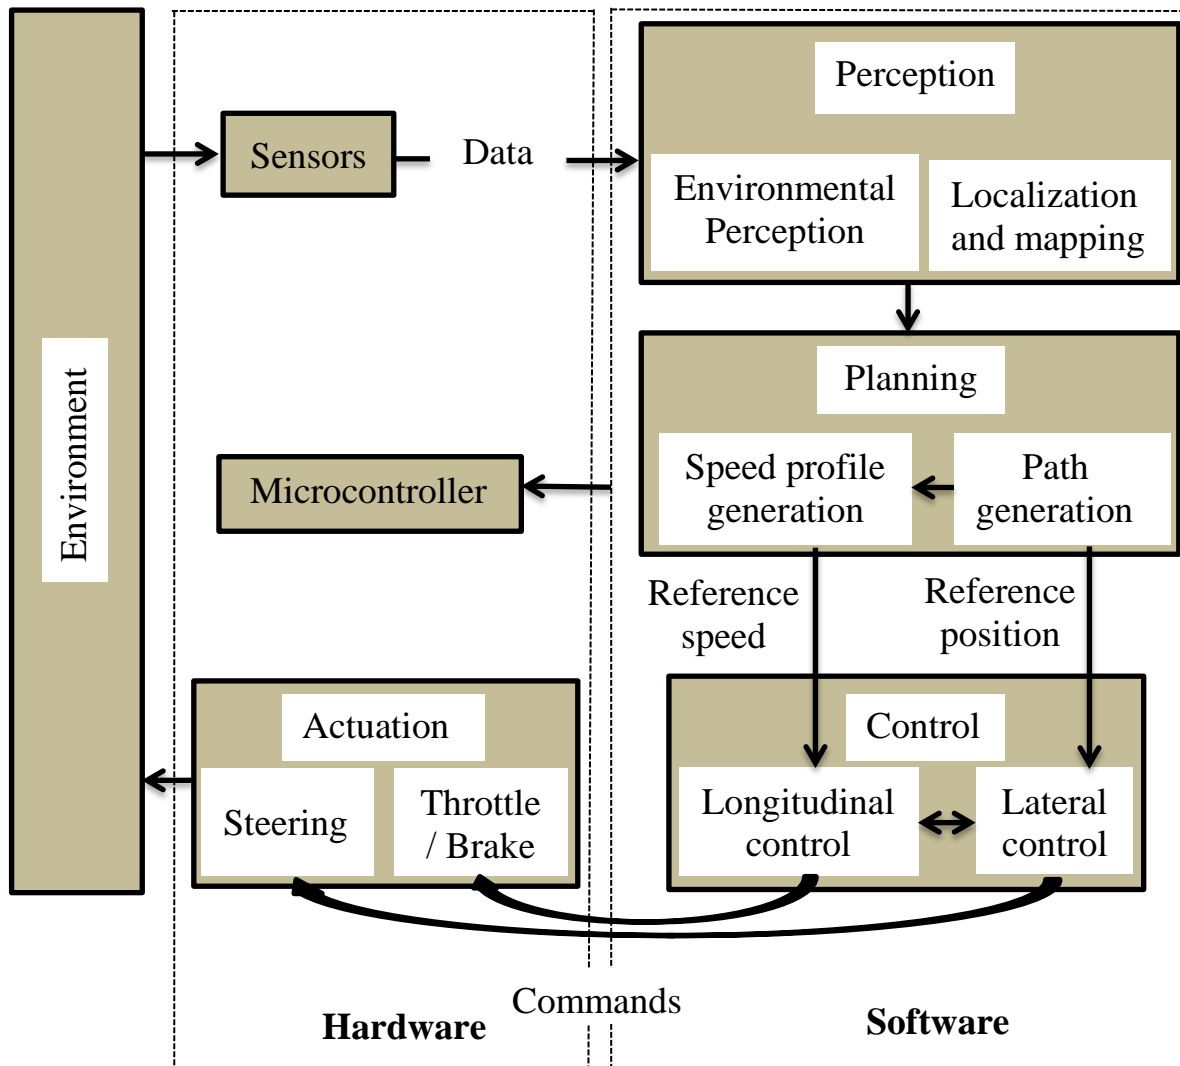 Environment
Sensors
Data
Microcontroller
Actuation
Steering
Throttle
/ Brake
Hardware
Commands
Perception
Environmental
Perception
Localization
and mapping
Planning
Speed profile
generation
Path
generation
Reference
speed
Reference
position
Control
Longitudinal
control
Lateral
control
Software